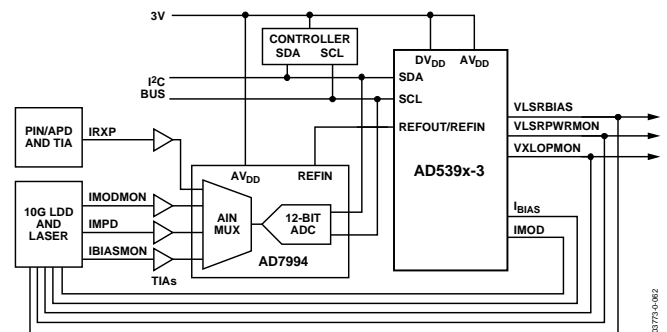 3V
CONTROLLER
SDA SCL
DVDD AVDD
I2C
BUS
SDA
SCL
REFOUT/REFIN
AD539x-3
VLSRBIAS
VLSRPWRMON
VXLOPMON
IBIAS
IMOD
PIN/APD
AND TIA
IRXP
AVDD REFIN
10G LDD
AND
LASER
IMODMON
IMPD
IBIASMON
TIAs
AIN
MUX
12-BIT
ADC
AD7994
03773-0-062